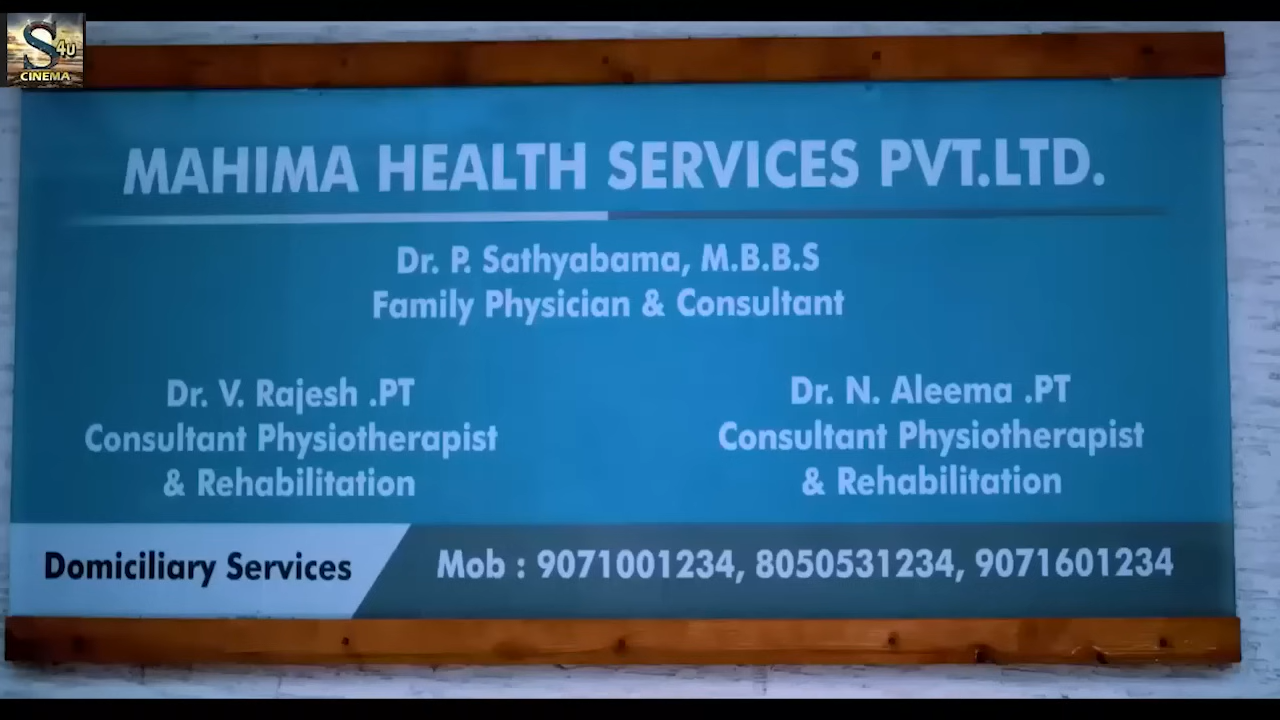 S 4U
CINEMA
MAHIMA HEALTH SERVICES PVT.LTD.
Dr. P. Sathyabama, M.B.B.S
Family Physician & Consultant
Dr. V. Rajesh .PT
Consultant Physiotherapist
& Rehabilitation
Dr. N. Aleema .PT
Consultant Physiotherapist
& Rehabilitation
Domiciliary Services
Mob : 9071001234, 8050531234, 9071601234